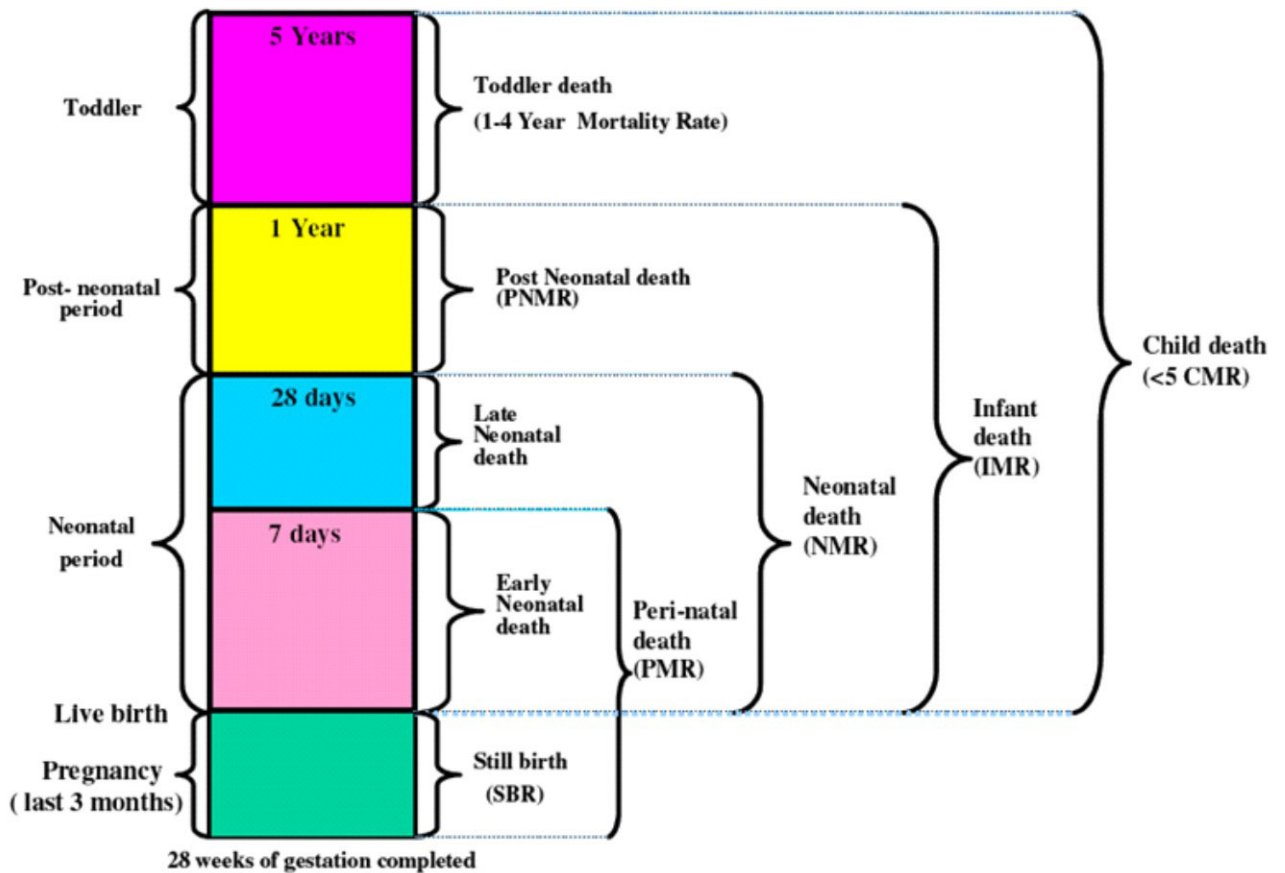 5 Years
Toddler
Toddler death
(1-4 Year Mortality Rate)
1 Year
Post- neonatal
period
Post Neonatal death
(PNMR)
Child death
(<5 CMR)
28 days
Late
Neonatal
death
Infant
death
(IMR)
Neonatal
period
7 days
Early
Neonatal
death
Peri-natal
death
(PMR)
Neonatal
death
(NMR)
Live birth
Pregnancy
( last 3 months)
Still birth
(SBR)
28 weeks of gestation completed